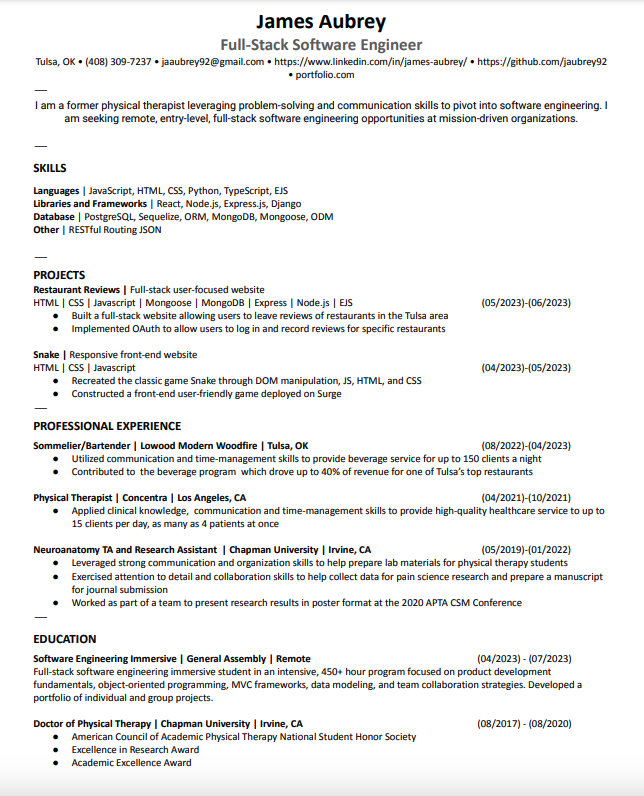 James Aubrey
Full-Stack Software Engineer
Tulsa, OK • (408) 309-7237 • jaaubrey92@gmail.com • https://www.linkedin.com/in/james-aubrey/ • https://github.com/jaubrey92
• portfolio.com
I am a former physical therapist leveraging problem-solving and communication skills to pivot into software engineering. I
am seeking remote, entry-level, full-stack software engineering opportunities at mission-driven organizations.
SKILLS
Languages | JavaScript, HTML, CSS, Python, TypeScript, EJS
Libraries and Frameworks | React, Node.js, Express.js, Django
Database | PostgreSQL, Sequelize, ORM, MongoDB, Mongoose, ODM
Other | RESTful Routing JSON
PROJECTS
Restaurant Reviews | Full-stack user-focused website
HTML | CSS | Javascript | Mongoose | MongoDB | Express | Node.js | EJS (05/2023)-(06/2023)
● Built a full-stack website allowing users to leave reviews of restaurants in the Tulsa area
● Implemented OAuth to allow users to log in and record reviews for specific restaurants
Snake | Responsive front-end website
HTML | CSS | Javascript (04/2023)-(05/2023)
● Recreated the classic game Snake through DOM manipulation, JS, HTML, and CSS
● Constructed a front-end user-friendly game deployed on Surge
PROFESSIONAL EXPERIENCE
Sommelier/Bartender | Lowood Modern Woodfire | Tulsa, OK (08/2022)-(04/2023)
● Utilized communication and time-management skills to provide beverage service for up to 150 clients a night
● Contributed to the beverage program which drove up to 40% of revenue for one of Tulsa's top restaurants
Physical Therapist | Concentra | Los Angeles, CA (04/2021)-(10/2021)
● Applied clinical knowledge, communication and time-management skills to provide high-quality healthcare service to up to
15 clients per day, as many as 4 patients at once
Neuroanatomy TA and Research Assistant | Chapman University | Irvine, CA (05/2019)-(01/2022)
● Leveraged strong communication and organization skills to help prepare lab materials for physical therapy students
● Exercised attention to detail and collaboration skills to help collect data for pain science research and prepare a manuscript
for journal submission
● Worked as part of a team to present research results in poster format at the 2020 APTA CSM Conference
EDUCATION
Software Engineering Immersive | General Assembly | Remote (04/2023) - (07/2023)
Full-stack software engineering immersive student in an intensive, 450+ hour program focused on product development
fundamentals, object-oriented programming, MVC frameworks, data modeling, and team collaboration strategies. Developed a
portfolio of individual and group projects.
Doctor of Physical Therapy | Chapman University | Irvine, CA (08/2017) - (08/2020)
● American Council of Academic Physical Therapy National Student Honor Society
● Excellence in Research Award
● Academic Excellence Award